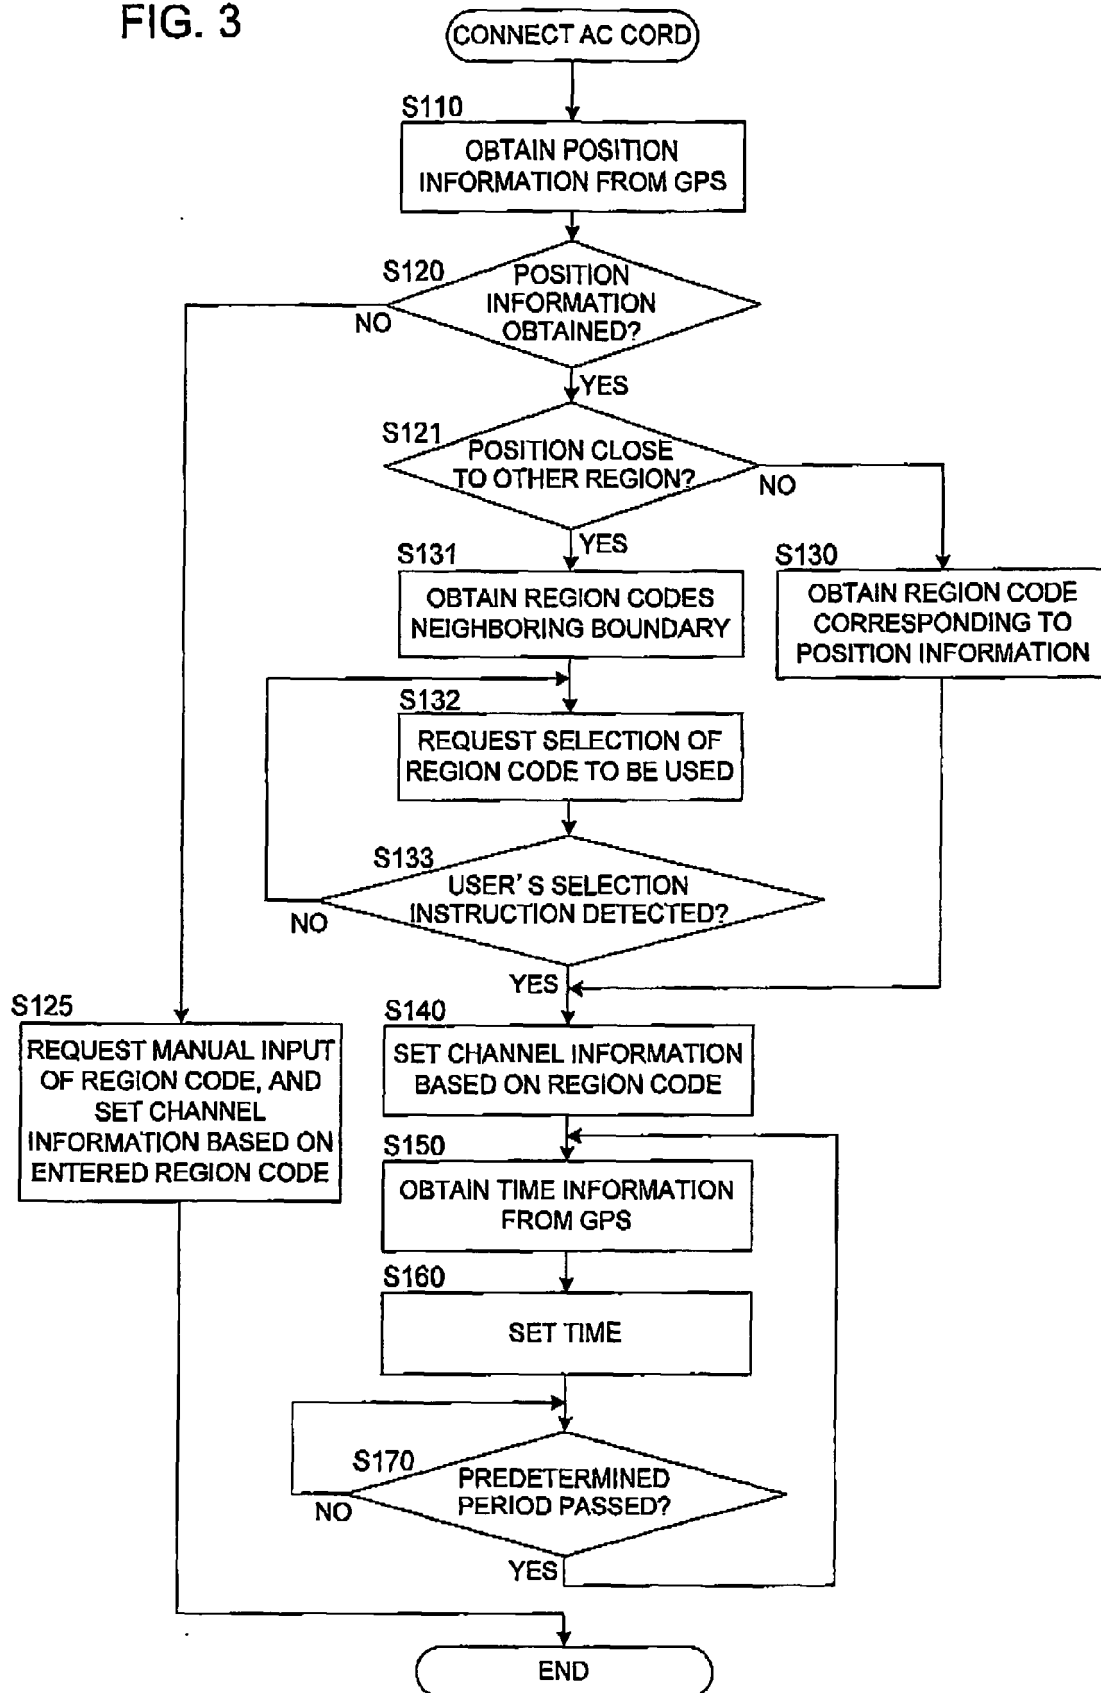 FIG. 3
CONNECT AC CORD
S110
OBTAIN POSITION
INFORMATION FROM GPS
S120
POSITION
INFORMATION
OBTAINED?
NO
YES
S121
POSITION CLOSE
TO OTHER REGION?
NO
YES
S131
OBTAIN REGION CODES
NEIGHBORING BOUNDARY
S130
OBTAIN REGION CODE
CORRESPONDING TO
POSITION INFORMATION
S132
REQUEST SELECTION OF
REGION CODE TO BE USED
S133
USER'S SELECTION
INSTRUCTION DETECTED?
NO
YES
S125
REQUEST MANUAL INPUT
OF REGION CODE, AND
SET CHANNEL
INFORMATION BASED ON
ENTERED REGION CODE
S140
SET CHANNEL INFORMATION
BASED ON REGION CODE
S150
OBTAIN TIME INFORMATION
FROM GPS
S160
SET TIME
S170
PREDETERMINED
PERIOD PASSED?
NO
YES
END